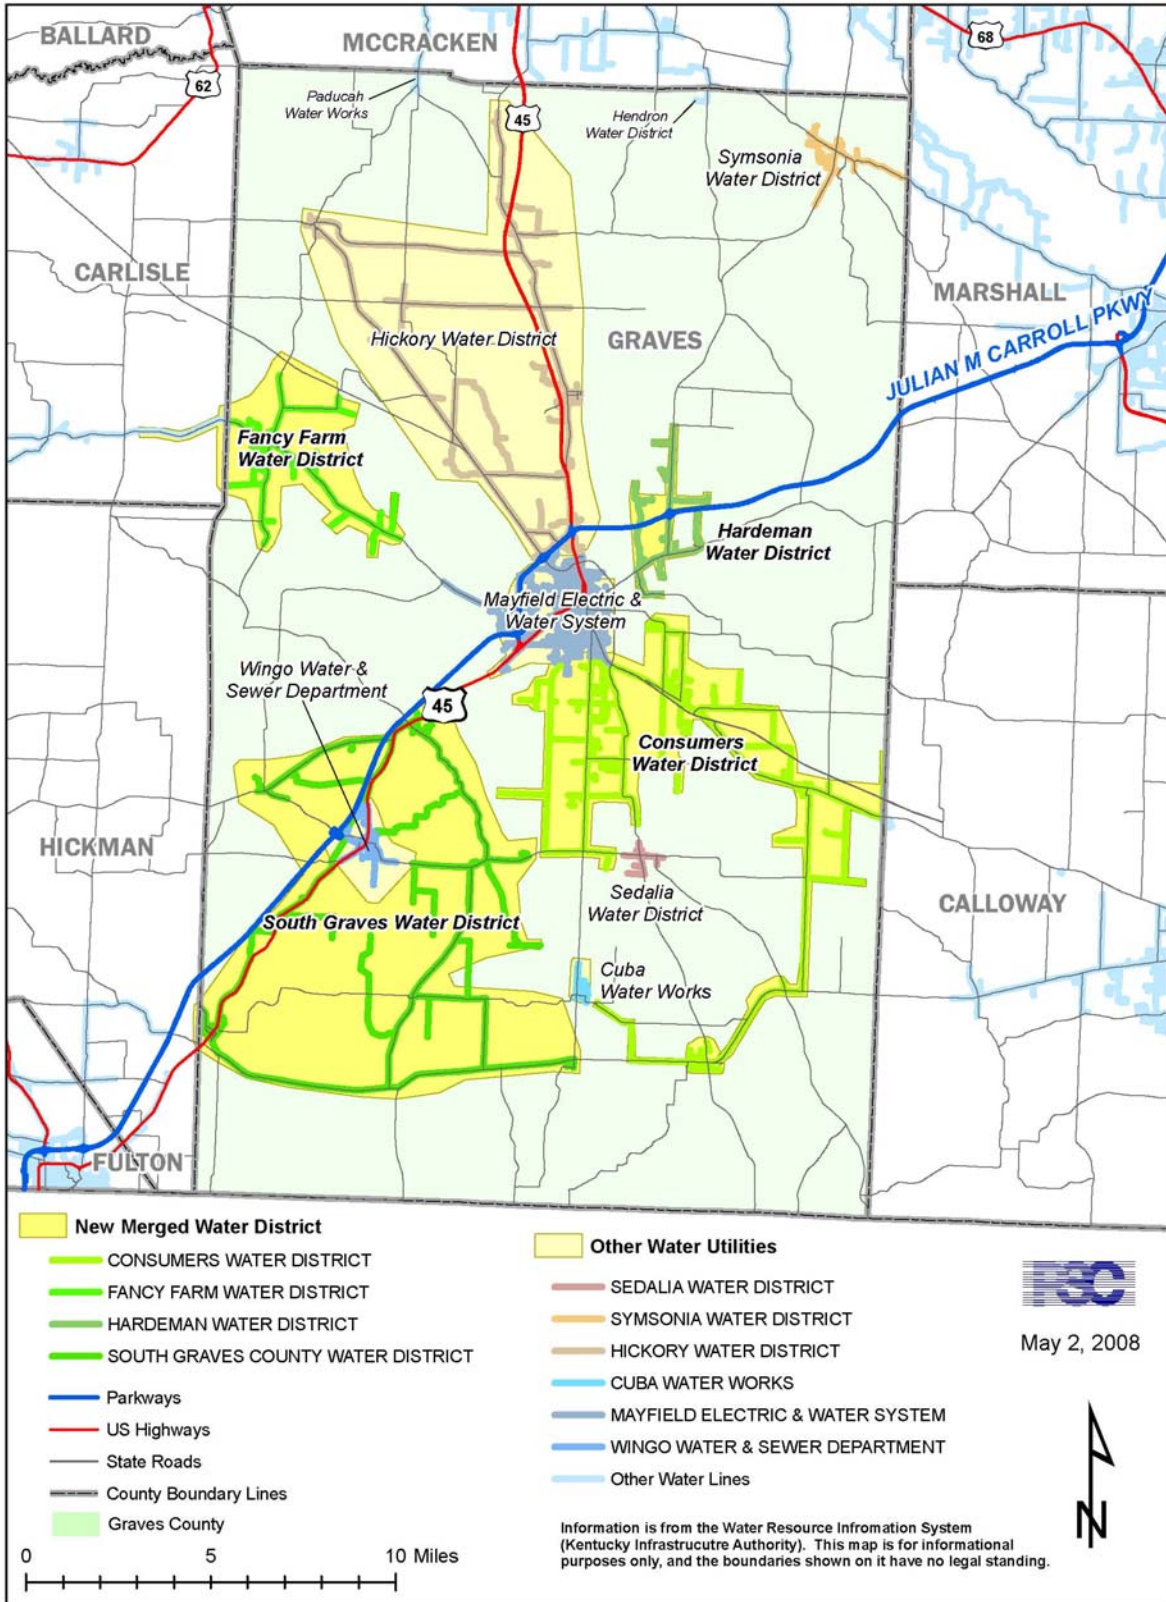 BALLARD
MCCRACKEN
68
62
Paducah
Water Works
45
Hendron
Water District
Symsonia
Water District
CARLISLE
MARSHALL
JULIAN M CARROLL PKWY
Hickory Water District
GRAVES
Fancy Farm
Water District
Hardeman
Water District
Mayfield Electric &
Water System
Wingo Water &
Sewer Department
45
Consumers
Water District
HICKMAN
Sedalia
Water District
CALLOWAY
South Graves Water District
Cuba
Water Works
FULTON
New Merged Water District
CONSUMERS WATER DISTRICT
FANCY FARM WATER DISTRICT
HARDEMAN WATER DISTRICT
SOUTH GRAVES COUNTY WATER DISTRICT
Parkways
US Highways
State Roads
County Boundary Lines
Graves County
0 5 10 Miles
Other Water Utilities
SEDALIA WATER DISTRICT
SYMSONIA WATER DISTRICT
HICKORY WATER DISTRICT
CUBA WATER WORKS
MAYFIELD ELECTRIC & WATER SYSTEM
WINGO WATER & SEWER DEPARTMENT
Other Water Lines
PSC
May 2, 2008
N
Information is from the Water Resource Infromation System
(Kentucky Infrastrucutre Authority). This map is for informational
purposes only, and the boundaries shown on it have no legal standing.